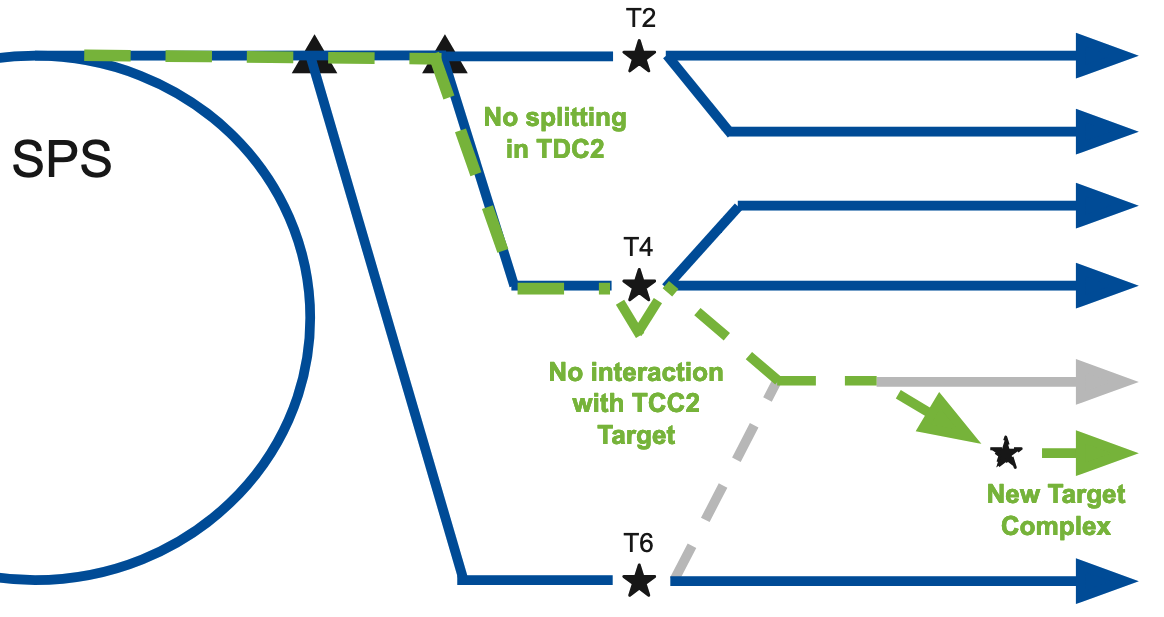 T2
No splitting
in TDC2
SPS
T4
No interaction
with TCC2
Target
New Target
Complex
T6